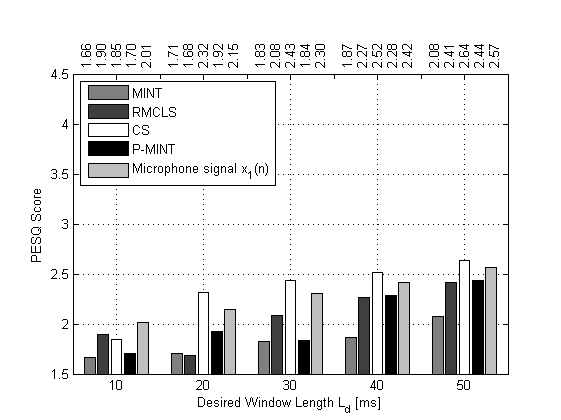 1.66 1.90 1.85 1.70 2.01 1.71 1.68 2.32 1.92 2.15 1.83 2.08 2.43 1.84 2.30 1.87 2.27 2.52 2.28 2.42 2.08 2.41 2.64 2.44 2.57
4.5
MINT
RMCLS
CS
P-MINT
Microphone signal x1(n)
4
3.5
3
2.5
2
1.5
PESQ Score
10 20 30 40 50
Desired Window Length Ld [ms]